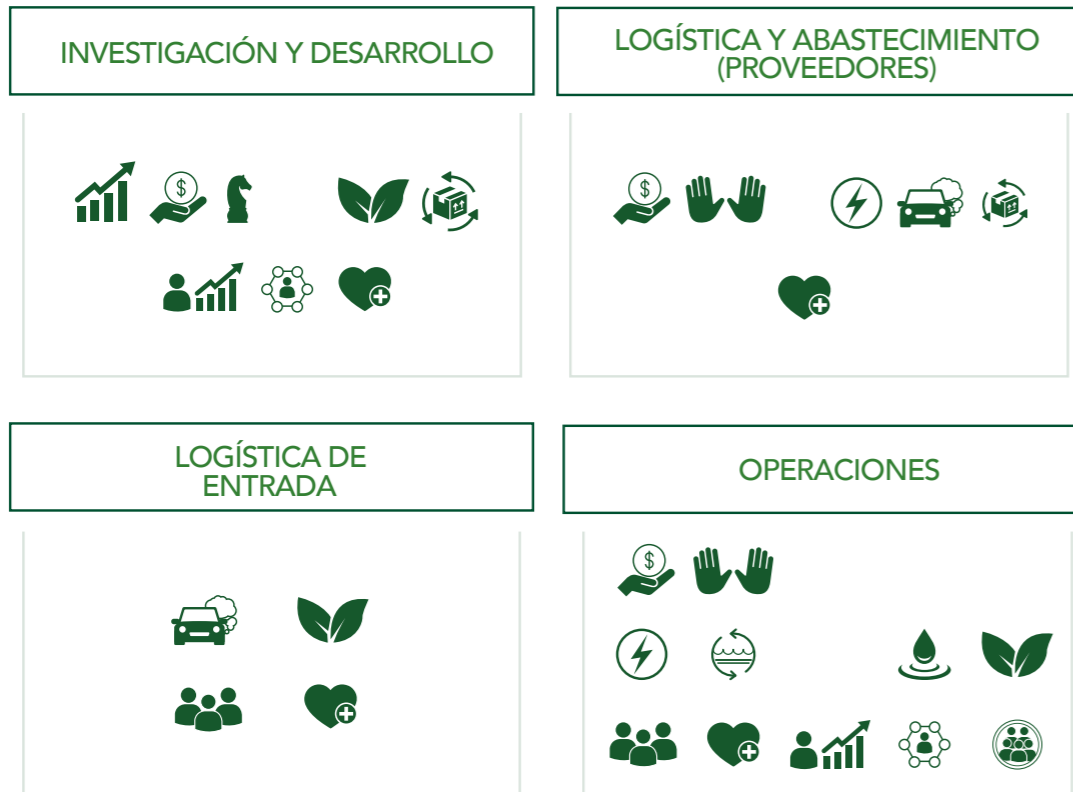 INVESTIGACIÓN Y DESARROLLO
LOGÍSTICA Y ABASTECIMIENTO
(PROVEEDORES)
$
$
LOGÍSTICA DE
ENTRADA
OPERACIONES
$